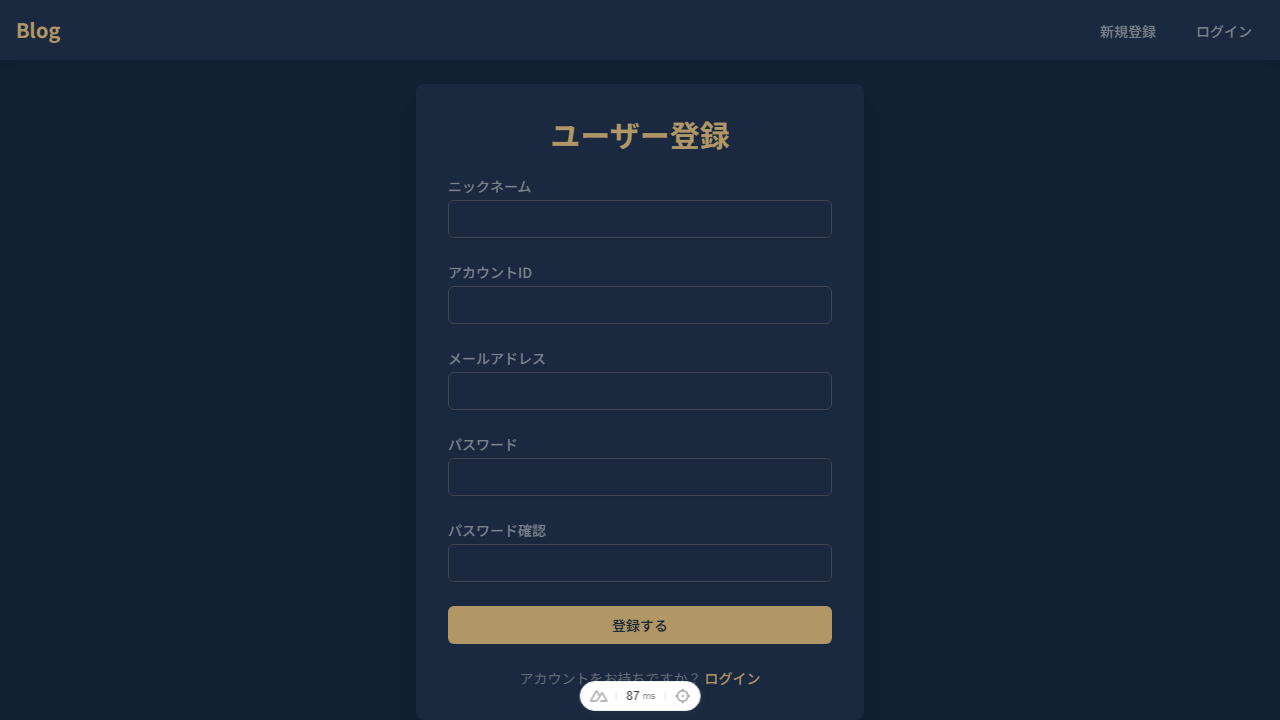 Blog
新規登録 ログイン
ユーザー登録
ニックネーム
アカウントID
メールアドレス
パスワード
パスワード確認
登録する
アカウントをお持ちですか？ ログイン
87 ms